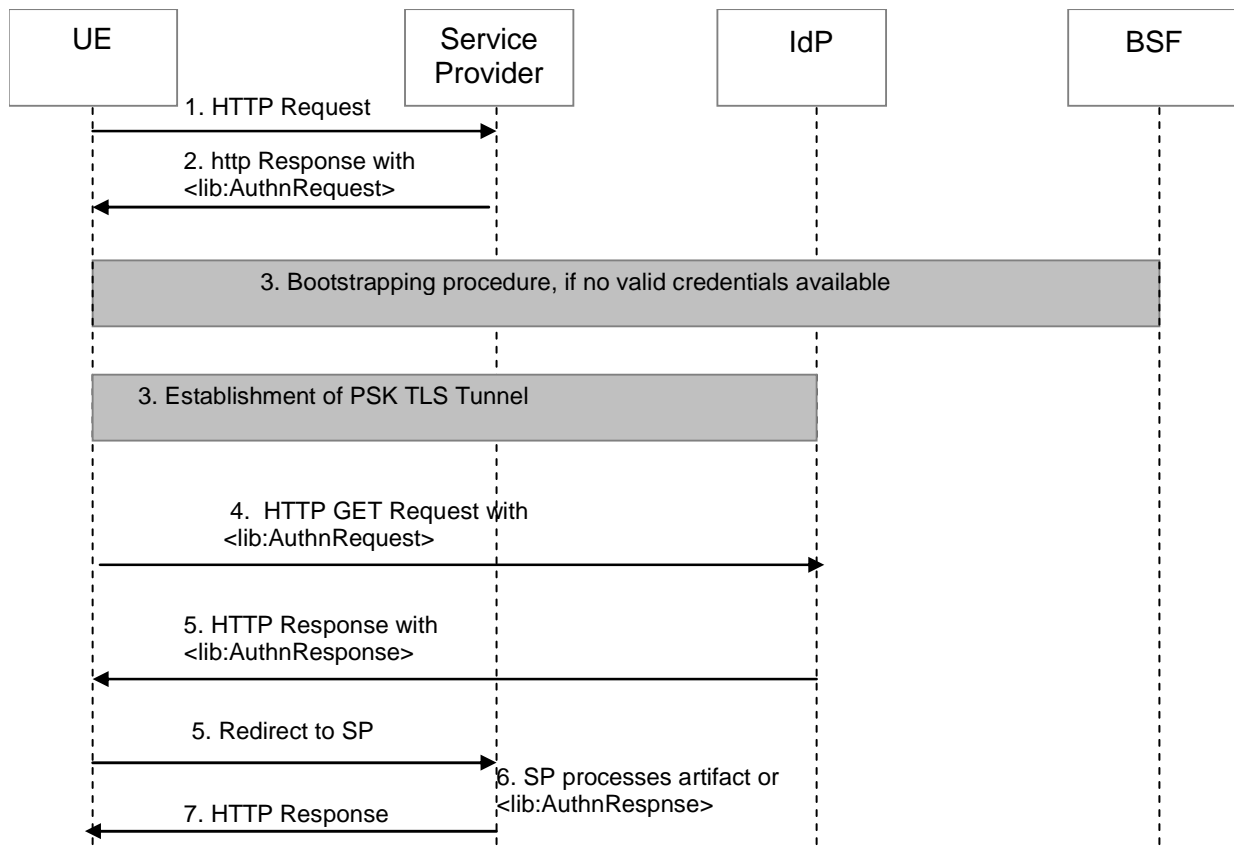 UE
Service
Provider
IdP
BSF
1. HTTP Request
2. http Response with
<lib:AuthnRequest>
3. Bootstrapping procedure, if no valid credentials available
3. Establishment of PSK TLS Tunnel
4. HTTP GET Request with
<lib:AuthnRequest>
5. HTTP Response with
<lib:AuthnResponse>
5. Redirect to SP
6. SP processes artifact or
<lib:AuthnRespnse>
7. HTTP Response